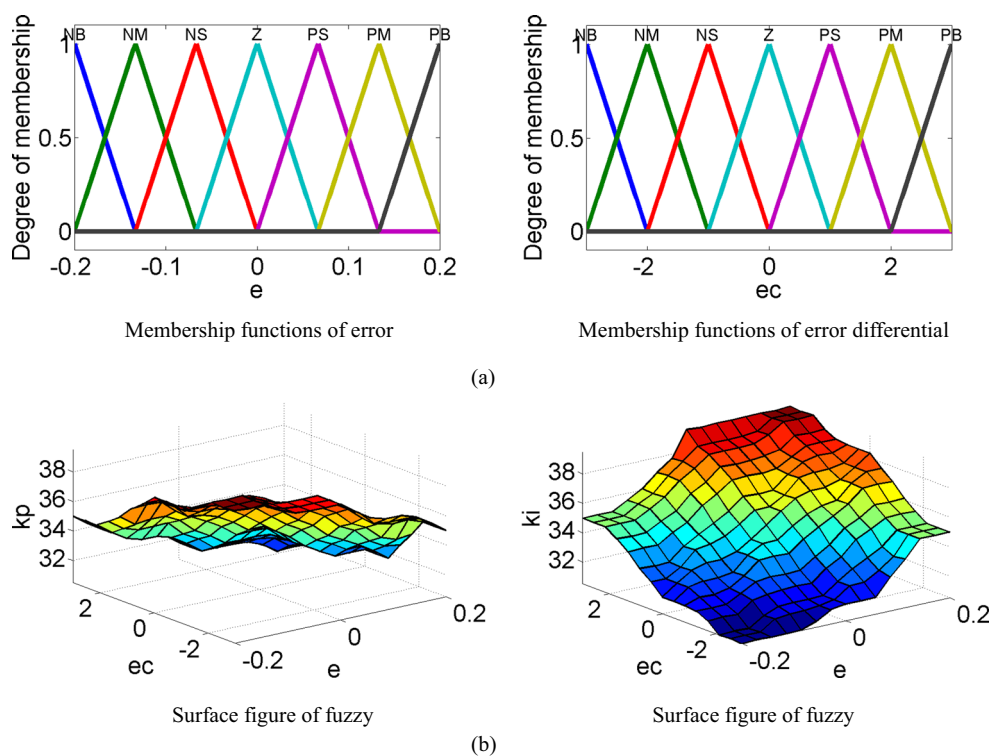 NB NM NS Z PS PM PB
1
0.5
0
Degree of membership
-0.2 -0.1 0 0.1 0.2
e
Membership functions of error
NB NM NS Z PS PM PB
1
0.5
0
Degree of membership
-2 0 2
ec
Membership functions of error differential
(a)
38
36
34
32
kp
2
0
-2
ec
-0.2
0
0.2
e
Surface figure of fuzzy
38
36
34
32
ki
2
0
-2
ec
-0.2
0
0.2
e
Surface figure of fuzzy
(b)